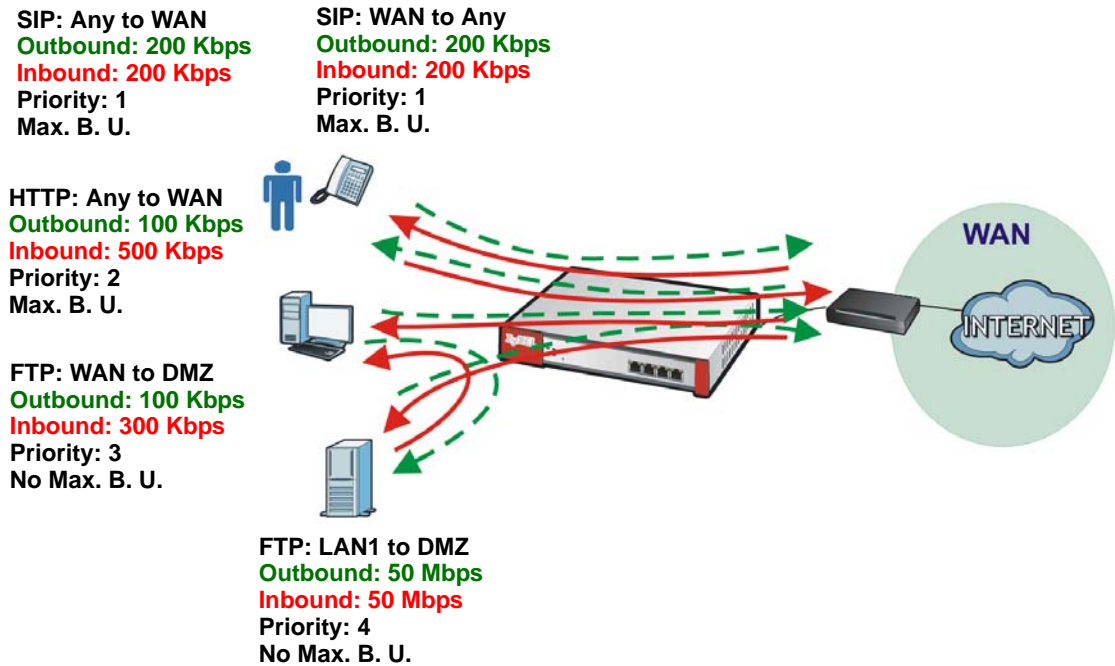 SIP: Any to WAN
Outbound: 200 Kbps
Inbound: 200 Kbps
Priority: 1
Max. B. U.
SIP: WAN to Any
Outbound: 200 Kbps
Inbound: 200 Kbps
Priority: 1
Max. B. U.
HTTP: Any to WAN
Outbound: 100 Kbps
Inbound: 500 Kbps
Priority: 2
Max. B. U.
FTP: WAN to DMZ
Outbound: 100 Kbps
Inbound: 300 Kbps
Priority: 3
No Max. B. U.
WAN
INTERNET
ZyXEL
FTP: LAN1 to DMZ
Outbound: 50 Mbps
Inbound: 50 Mbps
Priority: 4
No Max. B. U.